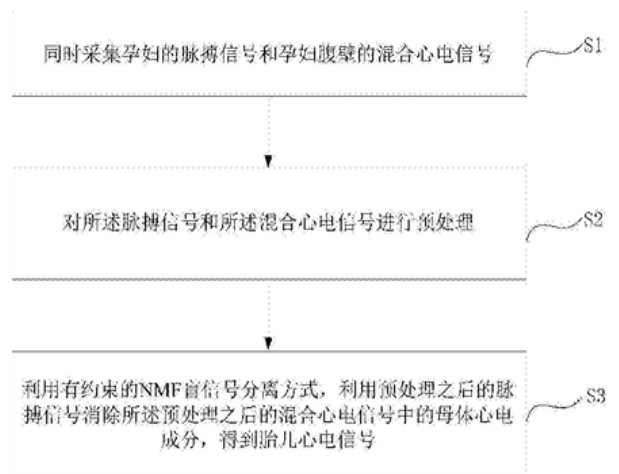 同时采集孕妇的脉搏信号和孕妇腹壁的混合心电信号
S1
对所述脉搏信号和所述混合心电信号进行预处理
S2
利用有约束的NMF盲信号分离方式，利用预处理之后的脉
搏信号消除所述预处理之后的混合心电信号中的母体心电
成分，得到胎儿心电信号
S3